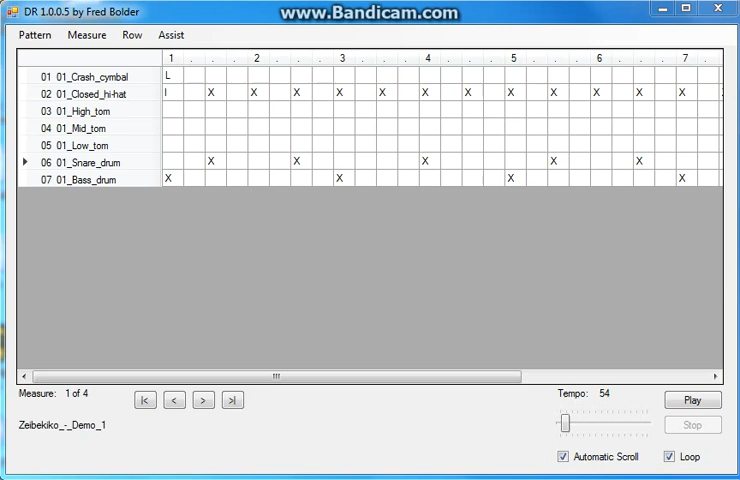 DR 1.0.0.5 by Fred Bolder
www.Bandicam.com
Pattern Measure Row Assist
1 . . . 2 . . . 3 . . . 4 . . . 5 . . . 6 . . . 7 .
01 01_Crash_cymbal L
02 01_Closed_hi-hat l X X X X X X X X X X X X
03 01_High_tom
04 01_Mid_tom
05 01_Low_tom
06 01_Snare_drum X X X X X
07 01_Bass_drum X X X X
Measure: 1 of 4 |< < > >| Tempo: 54 Play
Zeibekiko_-_Demo_1 Stop
Automatic Scroll Loop